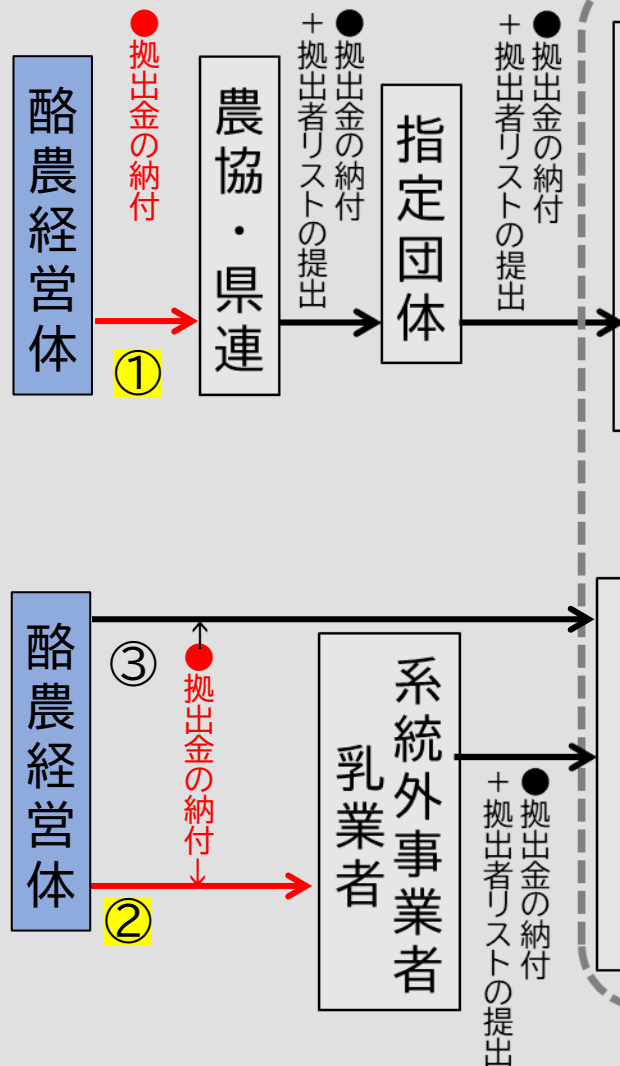 酪農経営体
●拠出金の納付
①
農協・県連
●拠出金の納付
＋拠出者リストの提出
指定団体
●拠出金の納付
＋拠出者リストの提出
酪農経営体
③
↑
●拠出金の納付
↓
②
系統外事業者
乳業者
●拠出金の納付
＋拠出者リストの提出